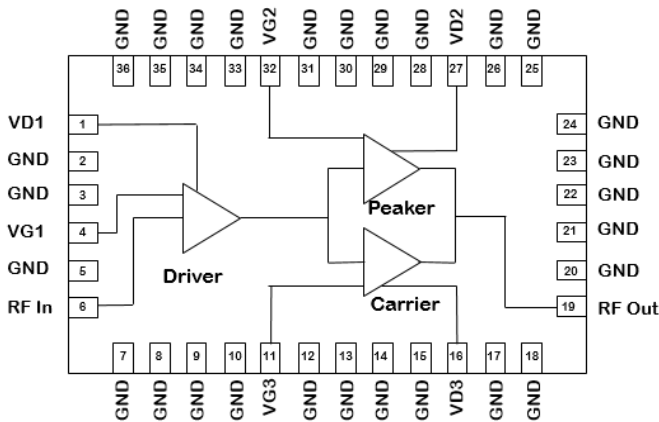 GND GND GND GND VG2 GND GND GND GND VD2 GND GND
36 35 34 33 32 31 30 29 28 27 26 25
VD1 1
GND 2
GND 3
VG1 4
GND 5
RF In 6
24 GND
23 GND
22 GND
21 GND
20 GND
19 RF Out
Peaker
Driver
Carrier
7 8 9 10 11 12 13 14 15 16 17 18
GND GND GND GND VG3 GND GND GND GND VD3 GND GND